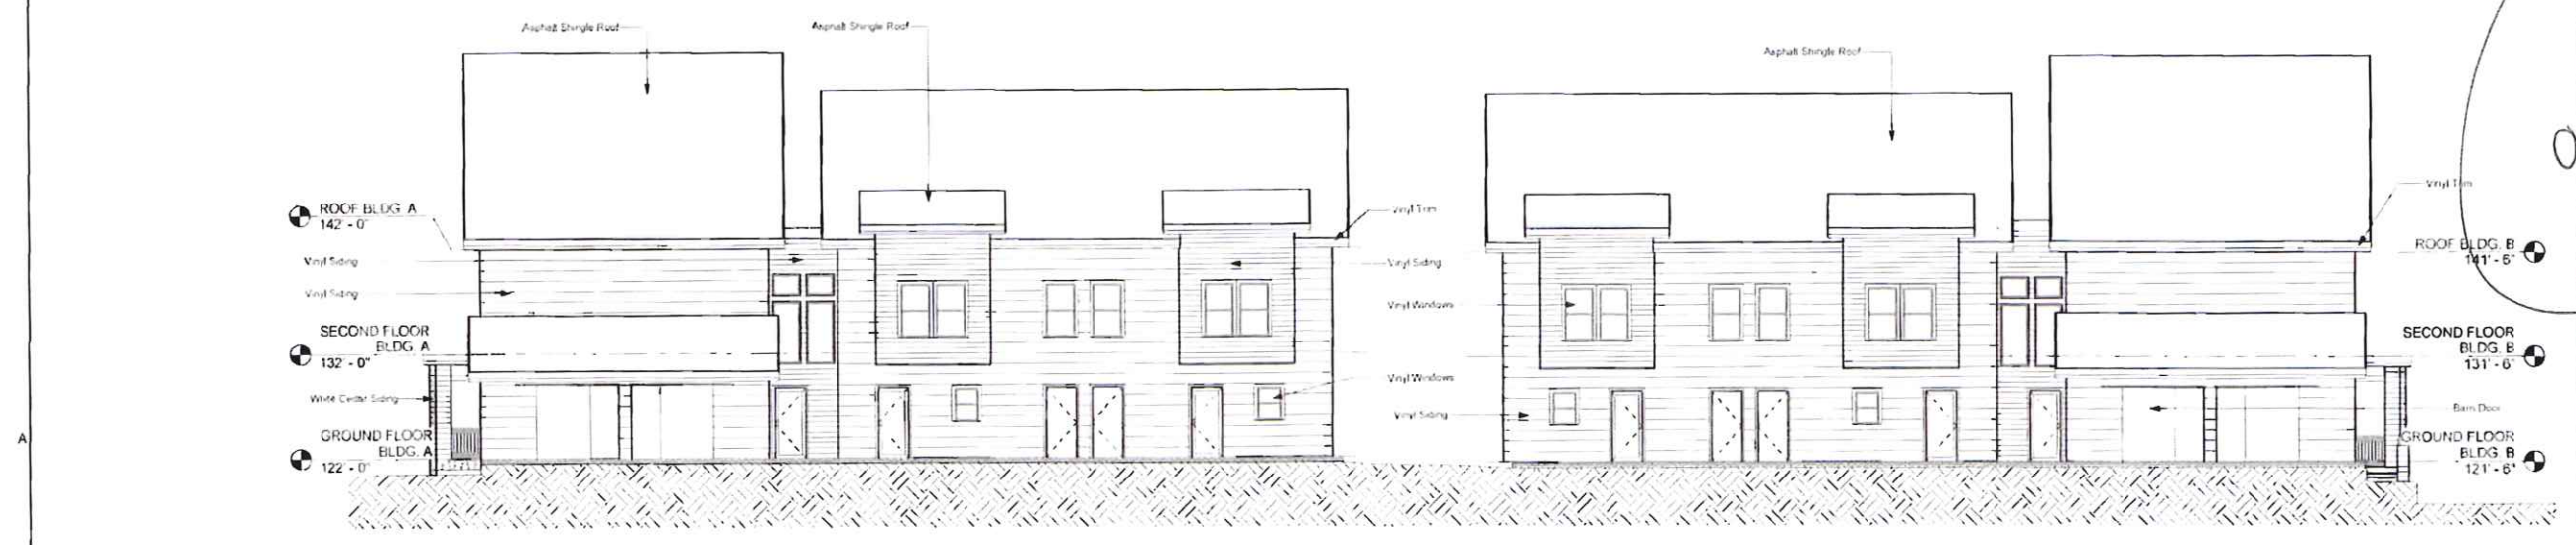 Asphalt Shingle Roof
Asphalt Shingle Roof
Asphalt Shingle Roof
ROOF BLDG. A
142' - 0"
Vinyl Siding
Vinyl Siding
SECOND FLOOR
BLDG. A
132' - 0"
White Cedar Siding
GROUND FLOOR
BLDG. A
122' - 0"
A
Vinyl Trim
Vinyl Siding
Vinyl Windows
Vinyl Windows
Vinyl Siding
Vinyl Trim
ROOF BLDG. B
141' - 6"
SECOND FLOOR
BLDG. B
131' - 6"
Barn Door
GROUND FLOOR
BLDG. B
121' - 6"